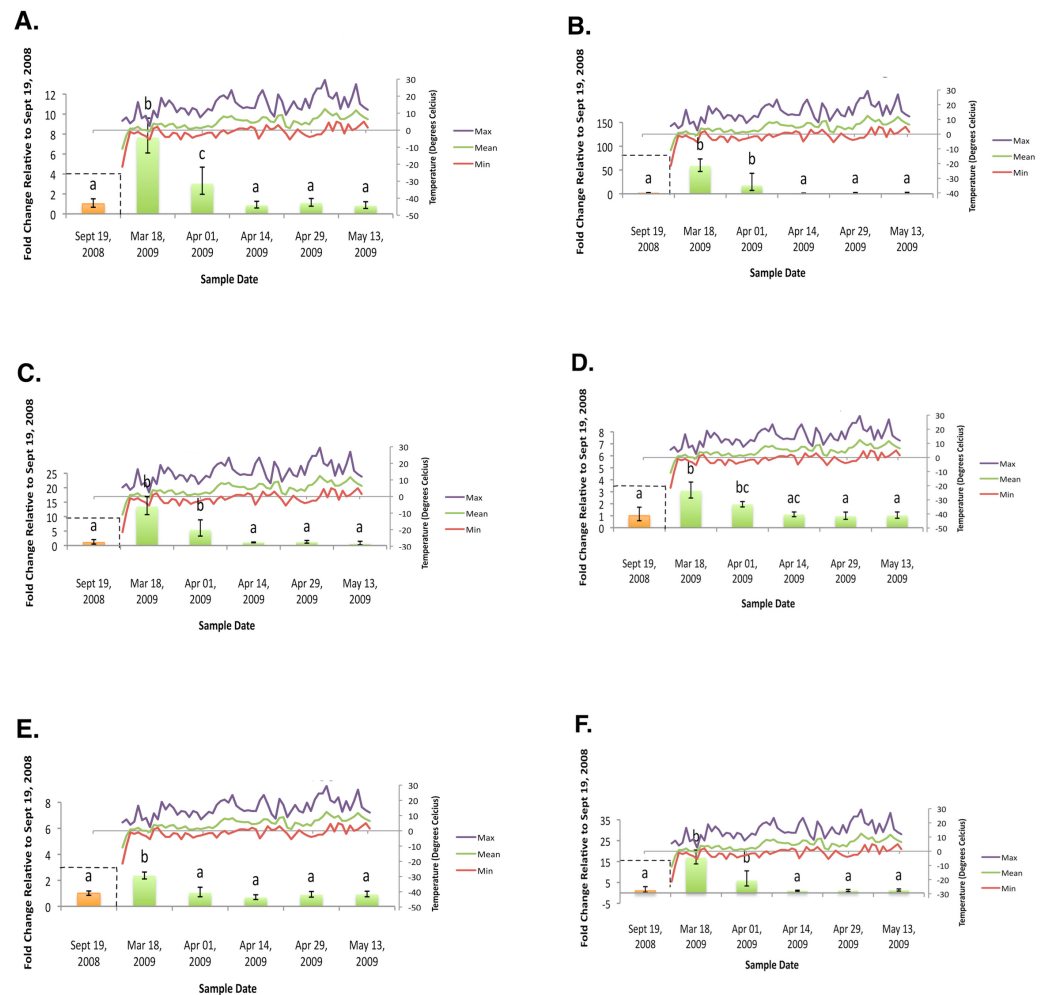 A.
Fold Change Relative to Sept 19, 2008
12
10
8
6
4
2
0
a
b
c
a
a
a
30
20
10
0
-10
-20
-30
-40
-50
Temperature (Degrees Celcius)
Max
Mean
Min
Sept 19, 2008
Mar 18, 2009
Apr 01, 2009
Apr 14, 2009
Apr 29, 2009
May 13, 2009
Sample Date
B.
Fold Change Relative to Sept 19, 2008
150
100
50
0
a
b
b
a
a
a
30
20
10
0
-10
-20
-30
-40
Temperature (Degrees Celcius)
Max
Mean
Min
Sept 19, 2008
Mar 18, 2009
Apr 01, 2009
Apr 14, 2009
Apr 29, 2009
May 13, 2009
Sample Date
C.
Fold Change Relative to Sept 19, 2008
25
20
15
10
5
0
a
b
b
a
a
a
30
20
10
0
-10
-20
-30
Temperature (Degrees Celcius)
Max
Mean
Min
Sept 19, 2008
Mar 18, 2009
Apr 01, 2009
Apr 14, 2009
Apr 29, 2009
May 13, 2009
Sample Date
D.
Fold Change Relative to Sept 19, 2008
8
7
6
5
4
3
2
1
0
a
b
bc
ac
a
a
30
20
10
0
-10
-20
-30
-40
-50
Temperature (Degrees Celcius)
Max
Mean
Min
Sept 19, 2008
Mar 18, 2009
Apr 01, 2009
Apr 14, 2009
Apr 29, 2009
May 13, 2009
Sample Date
E.
Fold Change Relative to Sept 19, 2008
8
6
4
2
0
a
b
a
a
a
a
30
20
10
0
-10
-20
-30
-40
-50
Temperature (Degrees Celcius)
Max
Mean
Min
Sept 19, 2008
Mar 18, 2009
Apr 01, 2009
Apr 14, 2009
Apr 29, 2009
May 13, 2009
Sample Date
F.
Fold Change Relative to Sept 19, 2008
35
25
15
5
-5
a
b
b
a
a
a
30
20
10
0
-10
-20
-30
Temperature (Degrees Celcius)
Max
Mean
Min
Sept 19, 2008
Mar 18, 2009
Apr 01, 2009
Apr 14, 2009
Apr 29, 2009
May 13, 2009
Sample Date